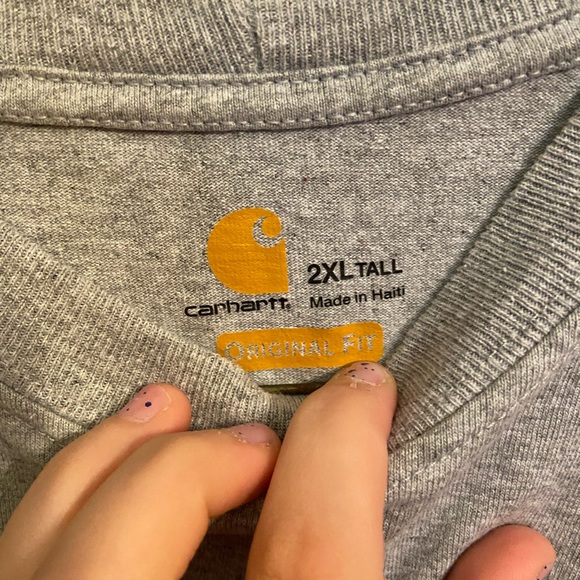 carhartt
2XL TALL
Made in Haiti
ORIGINAL FIT